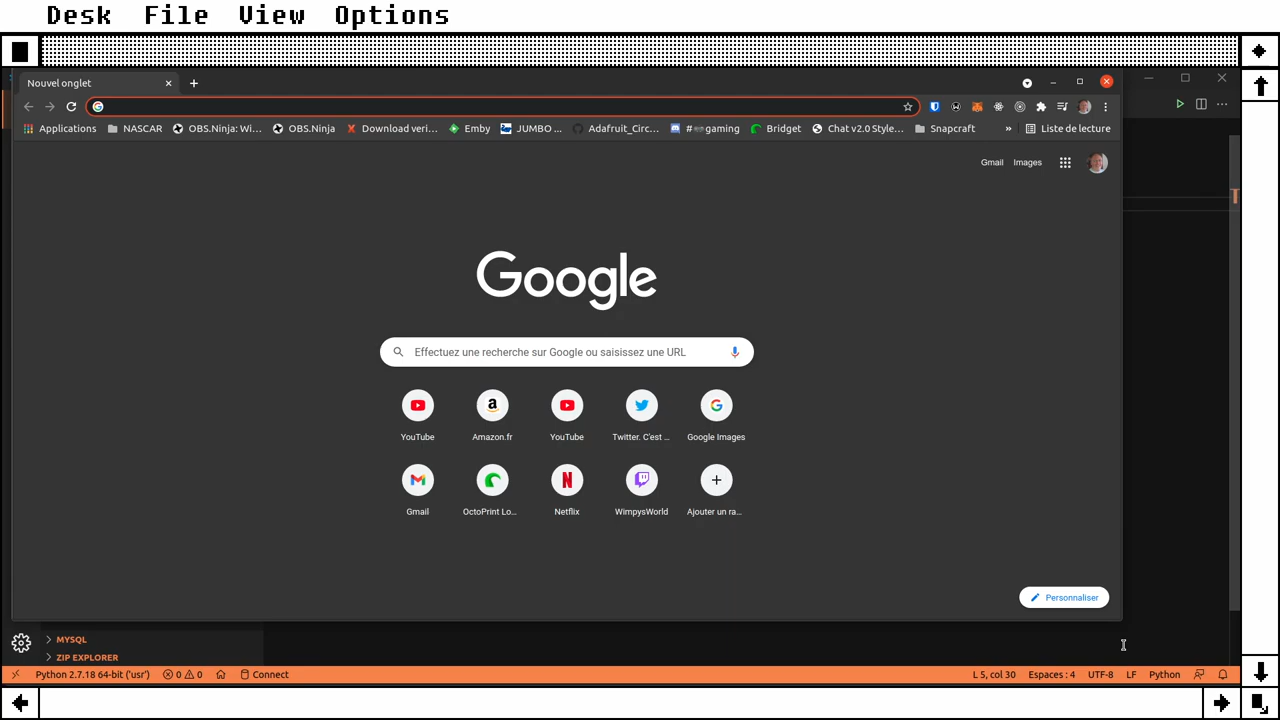 Desk File View Options
Nouvel onglet
Applications NASCAR OBS.Ninja: Wi... OBS.Ninja Download veri... Emby JUMBO ... Adafruit_Circ... #gaming Bridget Chat v2.0 Style... Snapcraft » Liste de lecture
Gmail Images
Google
Effectuez une recherche sur Google ou saisissez une URL
YouTube Amazon.fr YouTube Twitter. C'est ... Google Images
Gmail OctoPrint Lo... Netflix WimpysWorld Ajouter un ra...
Personnaliser
MYSQL
ZIP EXPLORER
Python 2.7.18 64-bit ('usr') 0 0 Connect L 5, col 30 Espaces : 4 UTF-8 LF Python